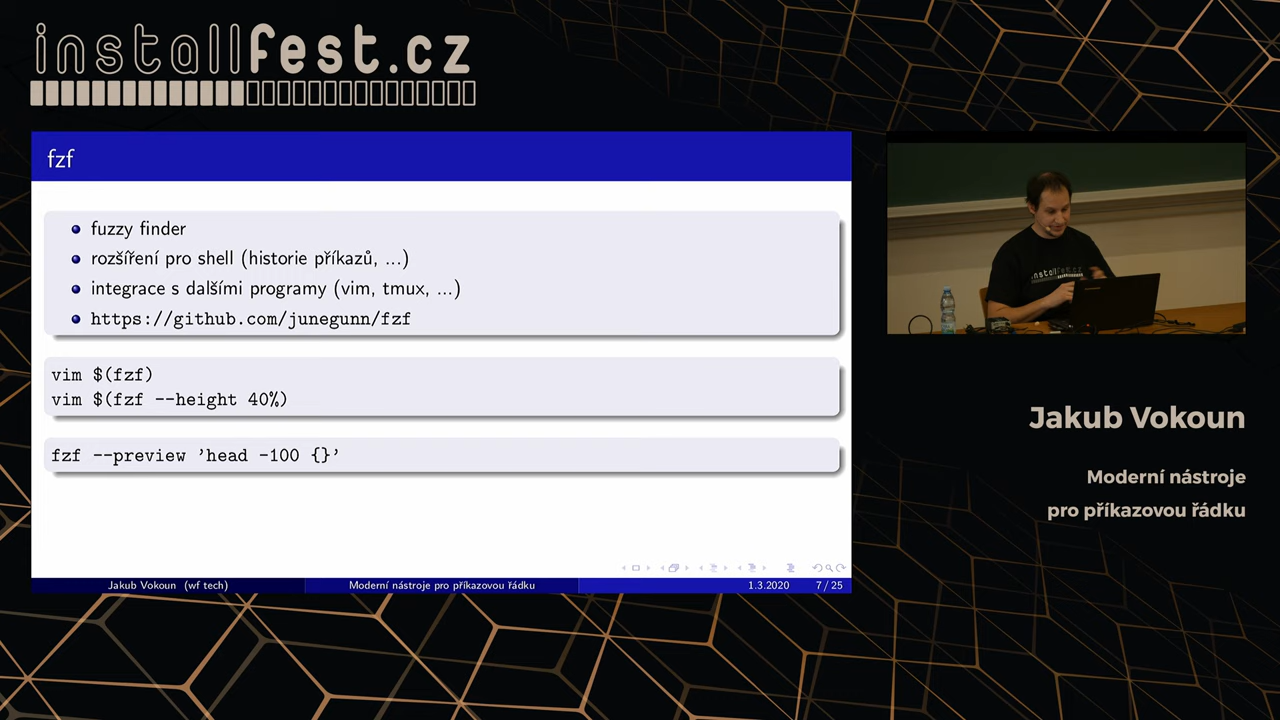 installfest.cz
fzf
fuzzy finder
rozšíření pro shell (historie příkazů, ...)
integrace s dalšími programy (vim, tmux, ...)
https://github.com/junegunn/fzf
vim $(fzf)
vim $(fzf --height 40%)
fzf --preview ’head -100 {}’
Jakub Vokoun (wf tech)
Moderní nástroje pro příkazovou řádku
1.3.2020
7 / 25
installfest.cz
Jakub Vokoun
Moderní nástroje
pro příkazovou řádku